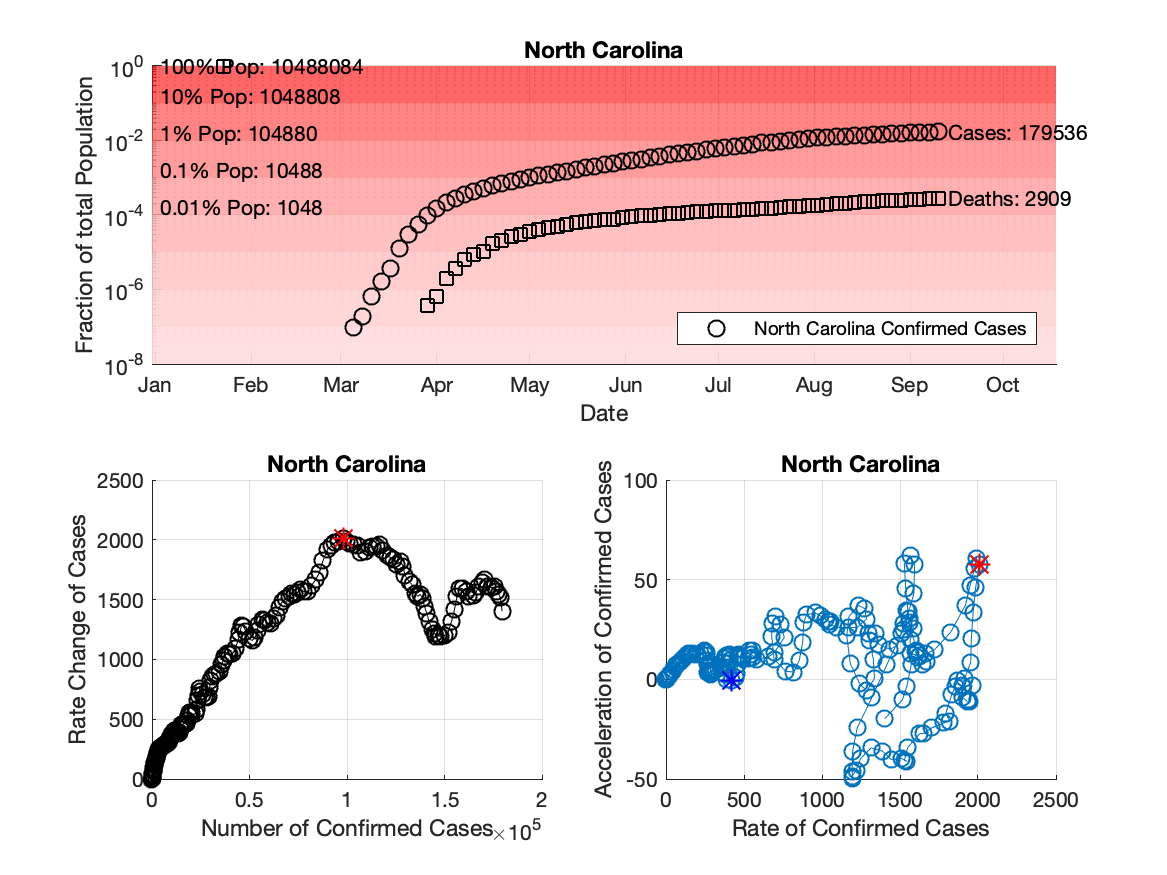 North Carolina
Fraction of total Population
10^0
10^-2
10^-4
10^-6
10^-8
100% Pop: 10488084
10% Pop: 1048808
1% Pop: 104880
0.1% Pop: 10488
0.01% Pop: 1048
Cases: 179536
Deaths: 2909
North Carolina Confirmed Cases
Jan Feb Mar Apr May Jun Jul Aug Sep Oct
Date
North Carolina
Rate Change of Cases
2500
2000
1500
1000
500
0
0 0.5 1 1.5 2
Number of Confirmed Cases ×10^5
North Carolina
Acceleration of Confirmed Cases
100
50
0
-50
0 500 1000 1500 2000 2500
Rate of Confirmed Cases